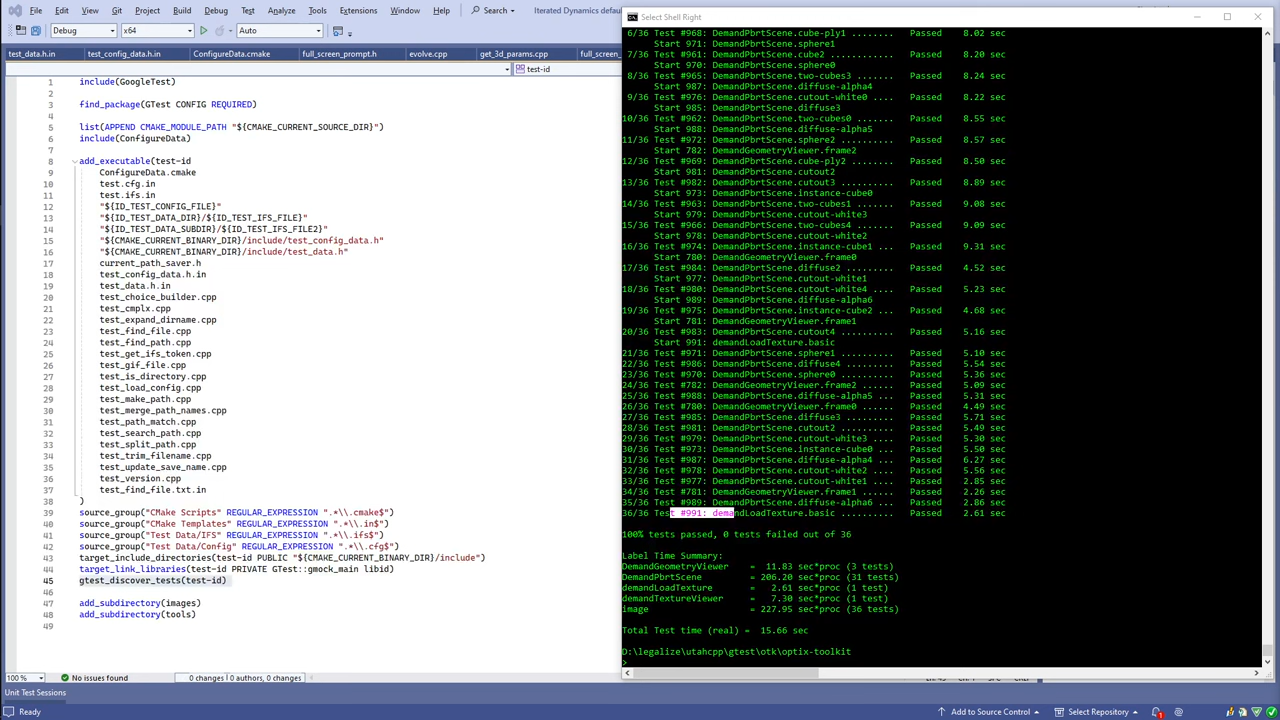 File Edit View Git Project Build Debug Test Analyze Tools Extensions Window Help Search Iterated Dynamics default
Debug x64 Auto
test_data.h.in test_config_data.h.in ConfigureData.cmake full_screen_prompt.h evolve.cpp get_3d_params.cpp full_screen_
test-id
1 include(GoogleTest)
2
3 find_package(GTest CONFIG REQUIRED)
4
5 list(APPEND CMAKE_MODULE_PATH "${CMAKE_CURRENT_SOURCE_DIR}")
6 include(ConfigureData)
7
8 add_executable(test-id
9 ConfigureData.cmake
10 test.cfg.in
11 test.ifs.in
12 "${ID_TEST_CONFIG_FILE}"
13 "${ID_TEST_DATA_DIR}/${ID_TEST_IFS_FILE}"
14 "${ID_TEST_DATA_SUBDIR}/${ID_TEST_IFS_FILE2}"
15 "${CMAKE_CURRENT_BINARY_DIR}/include/test_config_data.h"
16 "${CMAKE_CURRENT_BINARY_DIR}/include/test_data.h"
17 current_path_saver.h
18 test_config_data.h.in
19 test_data.h.in
20 test_choice_builder.cpp
21 test_cmplx.cpp
22 test_expand_dirname.cpp
23 test_find_file.cpp
24 test_find_path.cpp
25 test_get_ifs_token.cpp
26 test_gif_file.cpp
27 test_is_directory.cpp
28 test_load_config.cpp
29 test_make_path.cpp
30 test_merge_path_names.cpp
31 test_path_match.cpp
32 test_search_path.cpp
33 test_split_path.cpp
34 test_trim_filename.cpp
35 test_update_save_name.cpp
36 test_version.cpp
37 test_find_file.txt.in
38 )
39 source_group("CMake Scripts" REGULAR_EXPRESSION ".*\\.cmake$")
40 source_group("CMake Templates" REGULAR_EXPRESSION ".*\\.in$")
41 source_group("Test Data/IFS" REGULAR_EXPRESSION ".*\\.ifs$")
42 source_group("Test Data/Config" REGULAR_EXPRESSION ".*\\.cfg$")
43 target_include_directories(test-id PUBLIC "${CMAKE_CURRENT_BINARY_DIR}/include")
44 target_link_libraries(test-id PRIVATE GTest::gmock_main libid)
45 gtest_discover_tests(test-id)
46
47 add_subdirectory(images)
48 add_subdirectory(tools)
49
100 % No issues found 0 changes | 0 authors, 0 changes
Unit Test Sessions
Ready Add to Source Control Select Repository
Select Shell Right
6/36 Test #968: DemandPbrtScene.cube-ply1 ........ Passed 8.02 sec
Start 971: DemandPbrtScene.sphere1
7/36 Test #961: DemandPbrtScene.cube2 ............ Passed 8.20 sec
Start 970: DemandPbrtScene.sphere0
8/36 Test #965: DemandPbrtScene.two-cubes3 ....... Passed 8.24 sec
Start 987: DemandPbrtScene.diffuse-alpha4
9/36 Test #976: DemandPbrtScene.cutout-white0 .... Passed 8.22 sec
Start 985: DemandPbrtScene.diffuse3
10/36 Test #962: DemandPbrtScene.two-cubes0 ....... Passed 8.55 sec
Start 988: DemandPbrtScene.diffuse-alpha5
11/36 Test #972: DemandPbrtScene.sphere2 .......... Passed 8.57 sec
Start 782: DemandGeometryViewer.frame2
12/36 Test #969: DemandPbrtScene.cube-ply2 ........ Passed 8.50 sec
Start 981: DemandPbrtScene.cutout2
13/36 Test #982: DemandPbrtScene.cutout3 .......... Passed 8.89 sec
Start 973: DemandPbrtScene.instance-cube0
14/36 Test #963: DemandPbrtScene.two-cubes1 ....... Passed 9.08 sec
Start 979: DemandPbrtScene.cutout-white3
15/36 Test #966: DemandPbrtScene.two-cubes4 ....... Passed 9.09 sec
Start 978: DemandPbrtScene.cutout-white2
16/36 Test #974: DemandPbrtScene.instance-cube1 ... Passed 9.31 sec
Start 780: DemandGeometryViewer.frame0
17/36 Test #984: DemandPbrtScene.diffuse2 ......... Passed 4.52 sec
Start 977: DemandPbrtScene.cutout-white1
18/36 Test #980: DemandPbrtScene.cutout-white4 .... Passed 5.23 sec
Start 989: DemandPbrtScene.diffuse-alpha6
19/36 Test #975: DemandPbrtScene.instance-cube2 ... Passed 4.68 sec
Start 781: DemandGeometryViewer.frame1
20/36 Test #983: DemandPbrtScene.cutout4 .......... Passed 5.16 sec
Start 991: demandLoadTexture.basic
21/36 Test #971: DemandPbrtScene.sphere1 .......... Passed 5.10 sec
22/36 Test #986: DemandPbrtScene.diffuse4 ......... Passed 5.54 sec
23/36 Test #970: DemandPbrtScene.sphere0 .......... Passed 5.36 sec
24/36 Test #782: DemandGeometryViewer.frame2 ...... Passed 5.09 sec
25/36 Test #988: DemandPbrtScene.diffuse-alpha5 ... Passed 5.31 sec
26/36 Test #780: DemandGeometryViewer.frame0 ...... Passed 4.49 sec
27/36 Test #985: DemandPbrtScene.diffuse3 ......... Passed 5.71 sec
28/36 Test #981: DemandPbrtScene.cutout2 .......... Passed 5.49 sec
29/36 Test #979: DemandPbrtScene.cutout-white3 .... Passed 5.30 sec
30/36 Test #973: DemandPbrtScene.instance-cube0 ... Passed 5.50 sec
31/36 Test #987: DemandPbrtScene.diffuse-alpha4 ... Passed 6.27 sec
32/36 Test #978: DemandPbrtScene.cutout-white2 .... Passed 5.56 sec
33/36 Test #977: DemandPbrtScene.cutout-white1 .... Passed 2.85 sec
34/36 Test #781: DemandGeometryViewer.frame1 ...... Passed 2.26 sec
35/36 Test #989: DemandPbrtScene.diffuse-alpha6 ... Passed 2.86 sec
36/36 Test #991: demandLoadTexture.basic .......... Passed 2.61 sec
100% tests passed, 0 tests failed out of 36
Label Time Summary:
DemandGeometryViewer = 11.83 sec*proc (3 tests)
DemandPbrtScene = 206.20 sec*proc (31 tests)
demandLoadTexture = 2.61 sec*proc (1 test)
demandTextureViewer = 7.30 sec*proc (1 test)
image = 227.95 sec*proc (36 tests)
Total Test time (real) = 15.66 sec
D:\legalize\utahcpp\gtest\otk\optix-toolkit
>